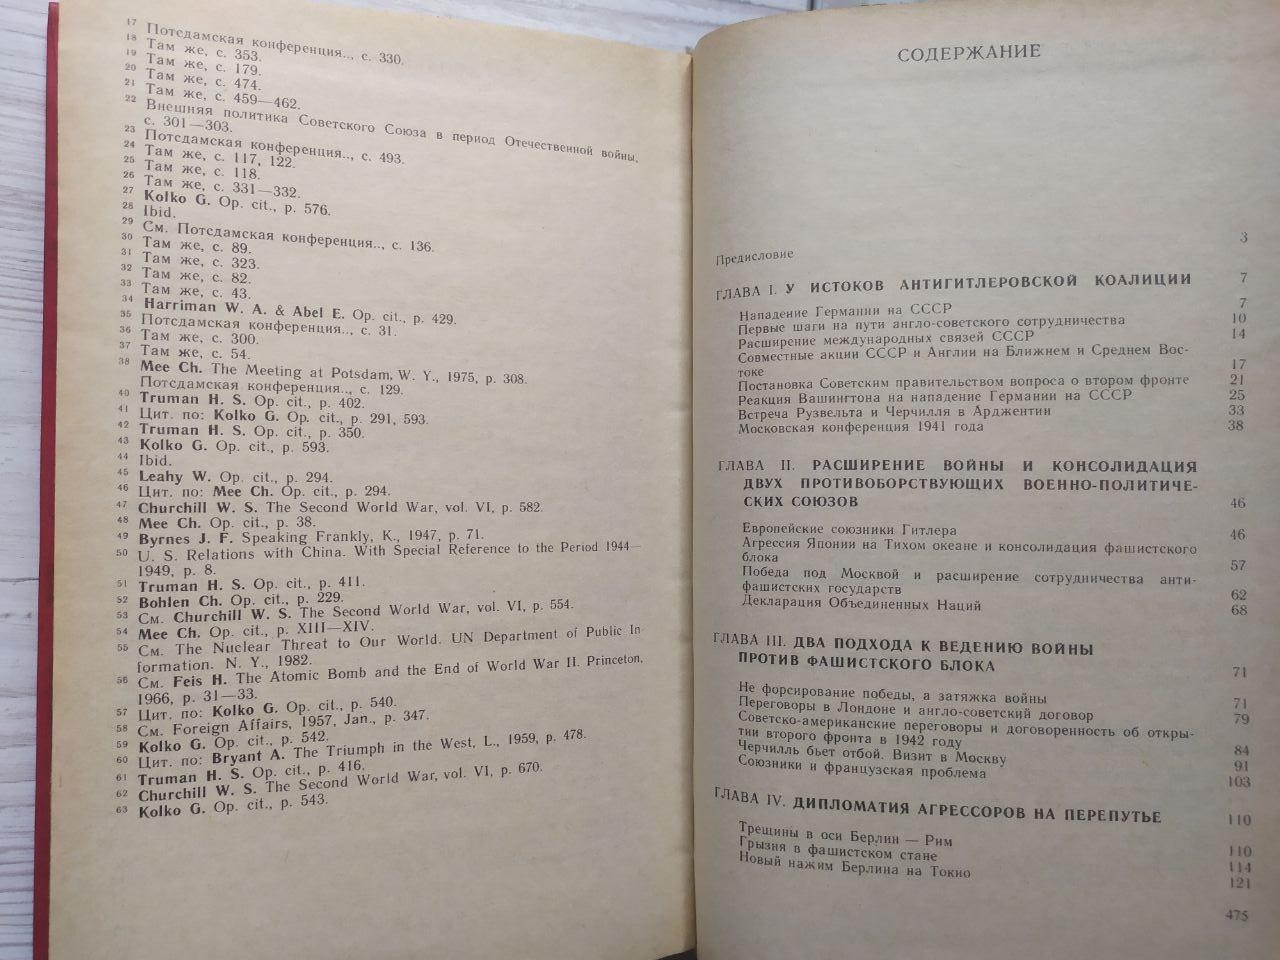 17 Потсдамская конференция.., с. 330.
18 Там же, с. 353.
19 Там же, с. 179.
20 Там же, с. 474.
21 Там же, с. 459—462.
22 Внешняя политика Советского Союза в период Отечественной войны,
с. 301—303.
23 Потсдамская конференция.., с. 493.
24 Там же, с. 117, 122.
25 Там же, с. 118.
26 Там же, с. 331—332.
27 Kolko G. Op. cit., p. 576.
28 Ibid.
29 См. Потсдамская конференция.., с. 136.
30 Там же, с. 89.
31 Там же, с. 323.
32 Там же, с. 82.
33 Там же, с. 43.
34 Harriman W. A. & Abel E. Op. cit., p. 429.
35 Потсдамская конференция.., с. 31.
36 Там же, с. 300.
37 Там же, с. 54.
38 Mee Ch. The Meeting at Potsdam, W. Y., 1975, p. 308.
Потсдамская конференция.., с. 129.
40 Truman H. S. Op. cit., p. 402.
41 Цит. по: Kolko G. Op. cit., p. 291, 593.
42 Truman H. S. Op. cit., p. 350.
43 Kolko G. Op. cit., p. 593.
44 Ibid.
45 Leahy W. Op. cit., p. 294.
46 Цит. по: Mee Ch. Op. cit., p. 294.
47 Churchill W. S. The Second World War, vol. VI, p. 582.
48 Mee Ch. Op. cit., p. 38.
49 Byrnes J. F. Speaking Frankly, K., 1947, p. 71.
50 U. S. Relations with China. With Special Reference to the Period 1944—
1949, p. 8.
51 Truman H. S. Op. cit., p. 411.
52 Bohlen Ch. Op. cit., p. 229.
53 См. Churchill W. S. The Second World War, vol. VI, p. 554.
54 Mee Ch. Op. cit., p. XIII—XIV.
55 См. The Nuclear Threat to Our World. UN Department of Public In
formation. N. Y., 1982.
56 См. Feis H. The Atomic Bomb and the End of World War II. Princeton,
1966, p. 31—33.
57 Цит. по: Kolko G. Op. cit., p. 540.
58 См. Foreign Affairs, 1957, Jan., p. 347.
59 Kolko G. Op. cit., p. 542.
60 Цит. по: Bryant A. The Triumph in the West, L., 1959, p. 478.
61 Truman H. S. Op. cit., p. 416.
62 Churchill W. S. The Second World War, vol. VI, p. 670.
63 Kolko G. Op. cit., p. 543.
СОДЕРЖАНИЕ
Предисловие 3
ГЛАВА I. У ИСТОКОВ АНТИГИТЛЕРОВСКОЙ КОАЛИЦИИ 7
Нападение Германии на СССР 7
Первые шаги на пути англо-советского сотрудничества 10
Расширение международных связей СССР 14
Совместные акции СССР и Англии на Ближнем и Среднем Вос-
токе 17
Постановка Советским правительством вопроса о втором фронте 21
Реакция Вашингтона на нападение Германии на СССР 25
Встреча Рузвельта и Черчилля в Арджентии 33
Московская конференция 1941 года 38
ГЛАВА II. РАСШИРЕНИЕ ВОЙНЫ И КОНСОЛИДАЦИЯ
ДВУХ ПРОТИВОБОРСТВУЮЩИХ ВОЕННО-ПОЛИТИЧЕ-
СКИХ СОЮЗОВ 46
Европейские союзники Гитлера 46
Агрессия Японии на Тихом океане и консолидация фашистского
блока 57
Победа под Москвой и расширение сотрудничества анти-
фашистских государств 62
Декларация Объединенных Наций 68
ГЛАВА III. ДВА ПОДХОДА К ВЕДЕНИЮ ВОЙНЫ
ПРОТИВ ФАШИСТСКОГО БЛОКА 71
Не форсирование победы, а затяжка войны 71
Переговоры в Лондоне и англо-советский договор 79
Советско-американские переговоры и договоренность об откры-
тии второго фронта в 1942 году 84
Черчилль бьет отбой. Визит в Москву 91
Союзники и французская проблема 103
ГЛАВА IV. ДИПЛОМАТИЯ АГРЕССОРОВ НА ПЕРЕПУТЬЕ 110
Трещины в оси Берлин — Рим 110
Грызня в фашистском стане 114
Новый нажим Берлина на Токио 121
475